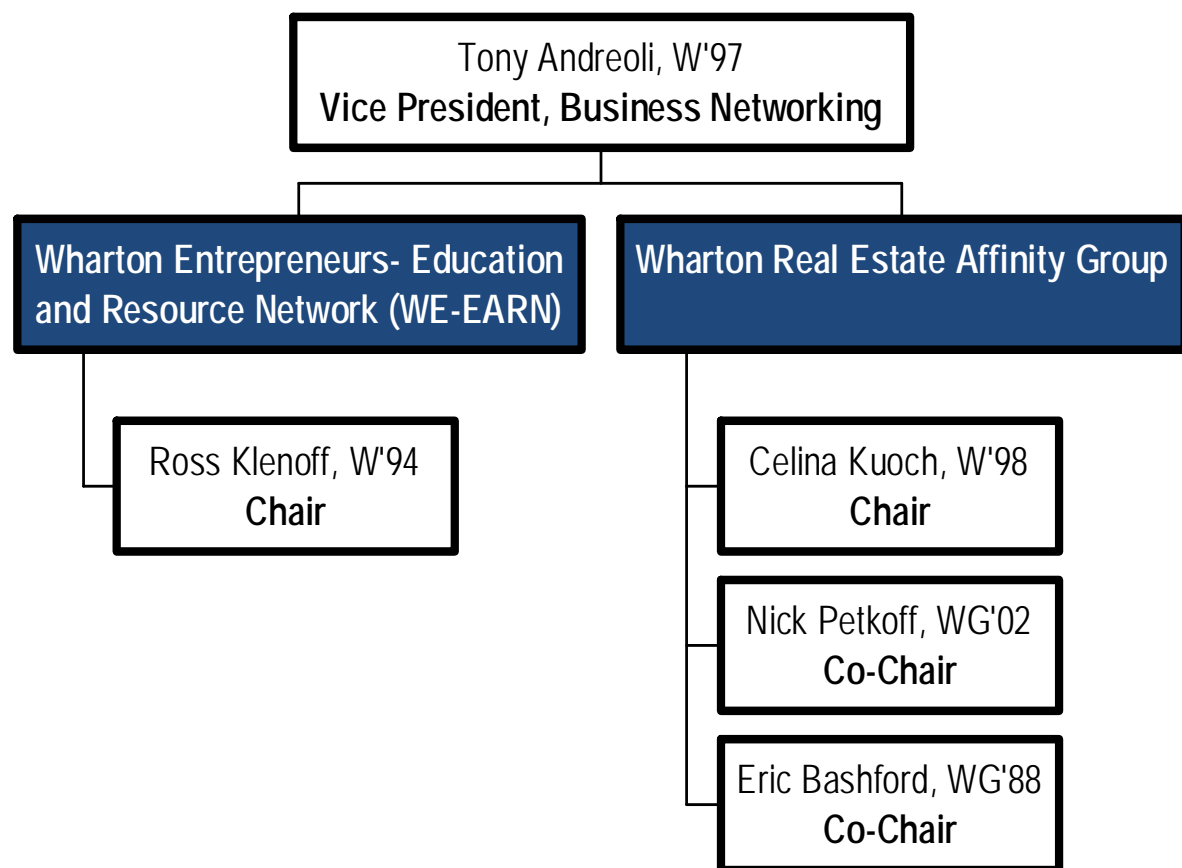 Tony Andreoli, W'97
Vice President, Business Networking
Wharton Entrepreneurs- Education
and Resource Network (WE-EARN)
Wharton Real Estate Affinity Group
Ross Klenoff, W'94
Chair
Celina Kuoch, W'98
Chair
Nick Petkoff, WG'02
Co-Chair
Eric Bashford, WG'88
Co-Chair